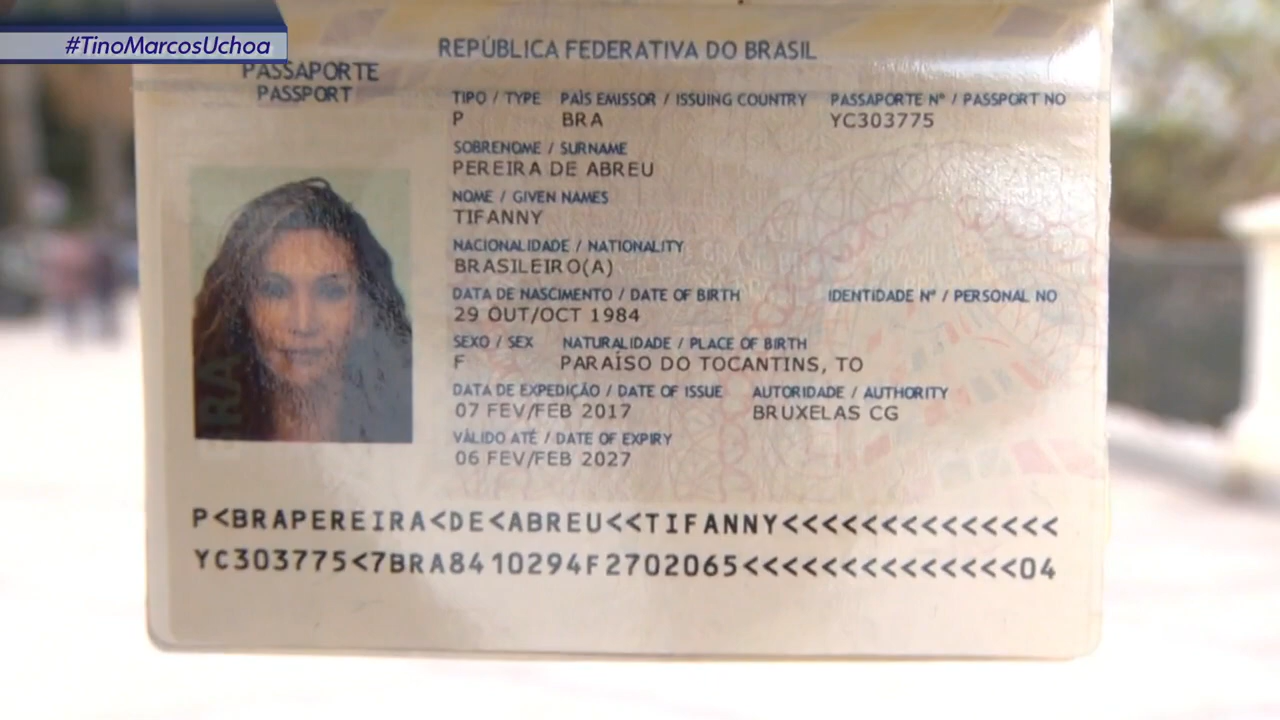 #TinoMarcosUchoa
REPÚBLICA FEDERATIVA DO BRASIL
PASSAPORTE
PASSPORT
TIPO / TYPE PAÍS EMISSOR / ISSUING COUNTRY PASSAPORTE Nº / PASSPORT NO
P BRA YC303775
SOBRENOME / SURNAME
PEREIRA DE ABREU
NOME / GIVEN NAMES
TIFANNY
NACIONALIDADE / NATIONALITY
BRASILEIRO(A)
DATA DE NASCIMENTO / DATE OF BIRTH IDENTIDADE Nº / PERSONAL NO
29 OUT/OCT 1984
SEXO / SEX NATURALIDADE / PLACE OF BIRTH
F PARAÍSO DO TOCANTINS, TO
DATA DE EXPEDIÇÃO / DATE OF ISSUE AUTORIDADE / AUTHORITY
07 FEV/FEB 2017 BRUXELAS CG
VÁLIDO ATÉ / DATE OF EXPIRY
06 FEV/FEB 2027
BRA
P<BRAPEREIRA<DE<ABREU<<TIFANNY<<<<<<<<<<<<<<
YC303775<7BRA8410294F2702065<<<<<<<<<<<<<<04